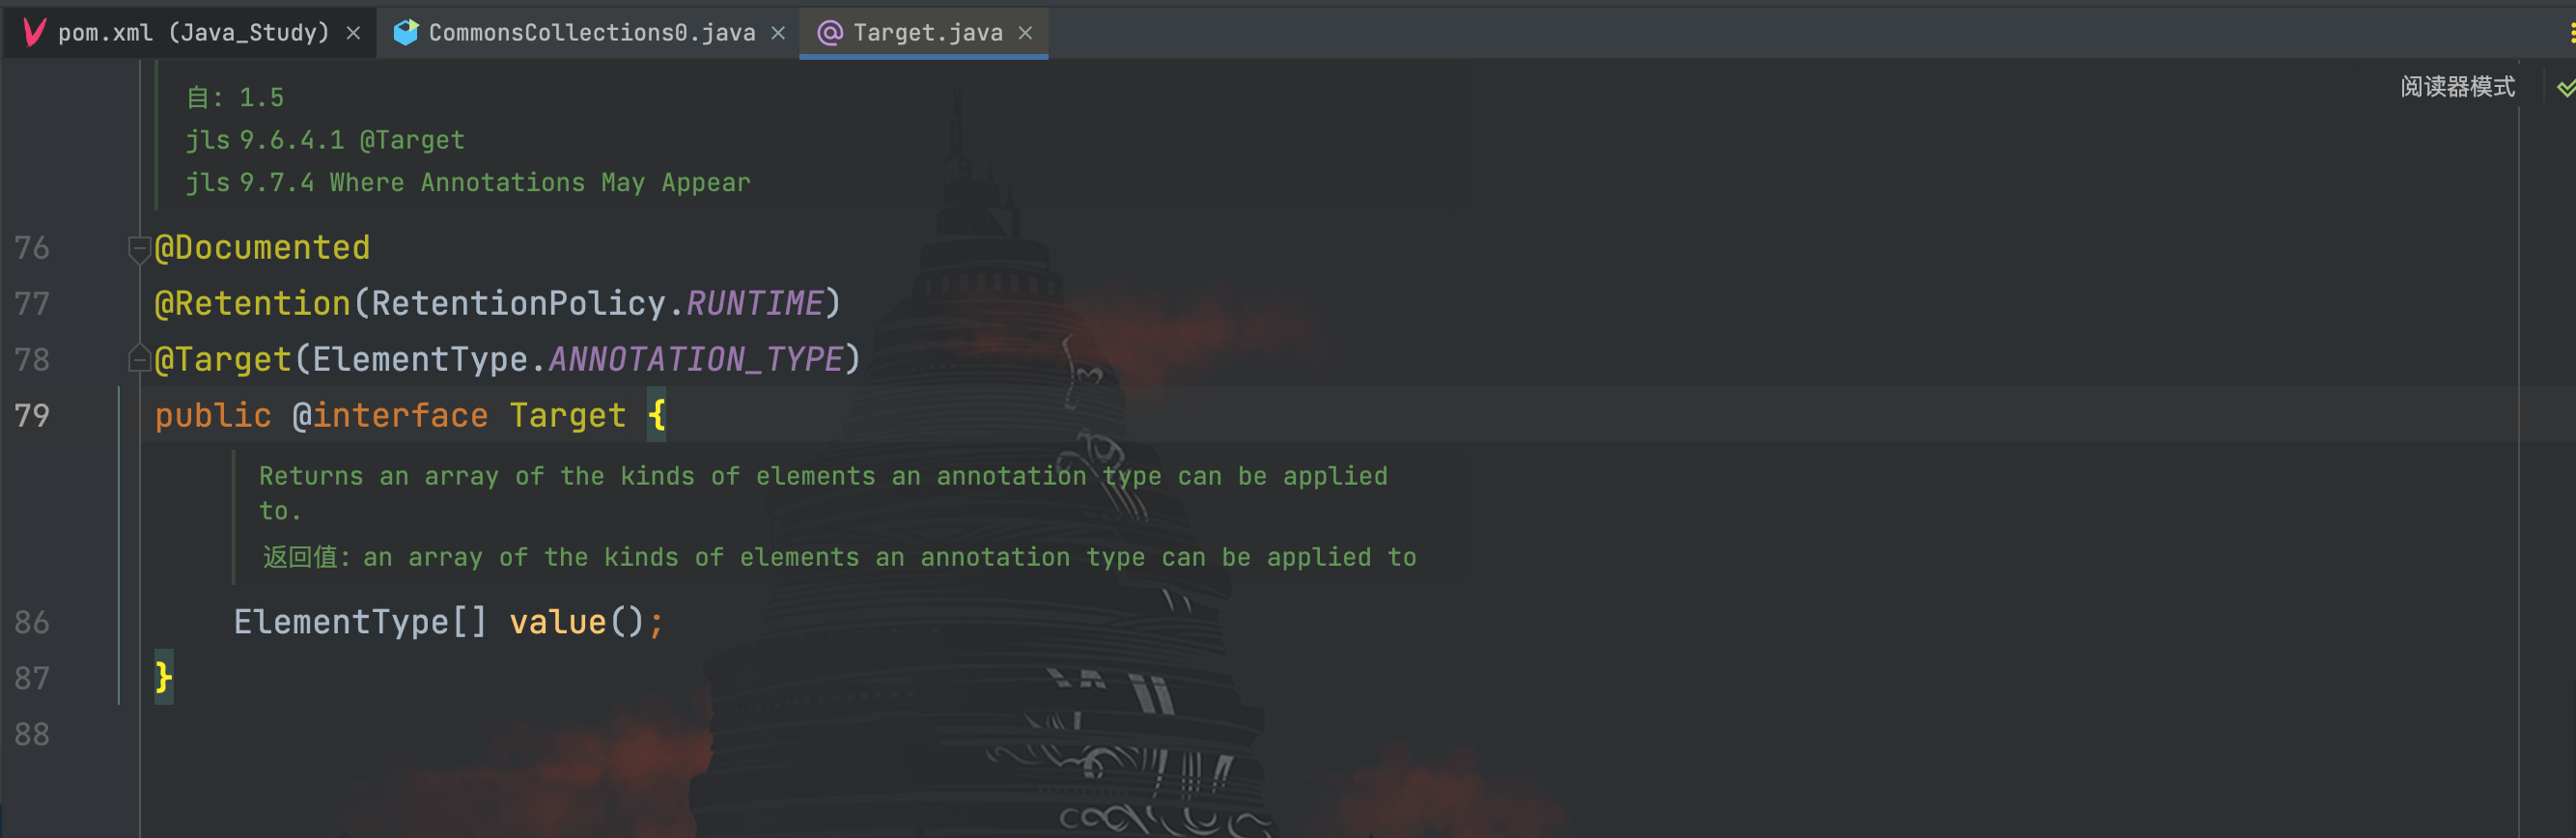 pom.xml (Java_Study)
CommonsCollections0.java
Target.java
阅读器模式
自: 1.5
jls 9.6.4.1 @Target
jls 9.7.4 Where Annotations May Appear
76 @Documented
77 @Retention(RetentionPolicy.RUNTIME)
78 @Target(ElementType.ANNOTATION_TYPE)
79 public @interface Target {
Returns an array of the kinds of elements an annotation type can be applied
to.
返回值: an array of the kinds of elements an annotation type can be applied to
86 ElementType[] value();
87 }
88